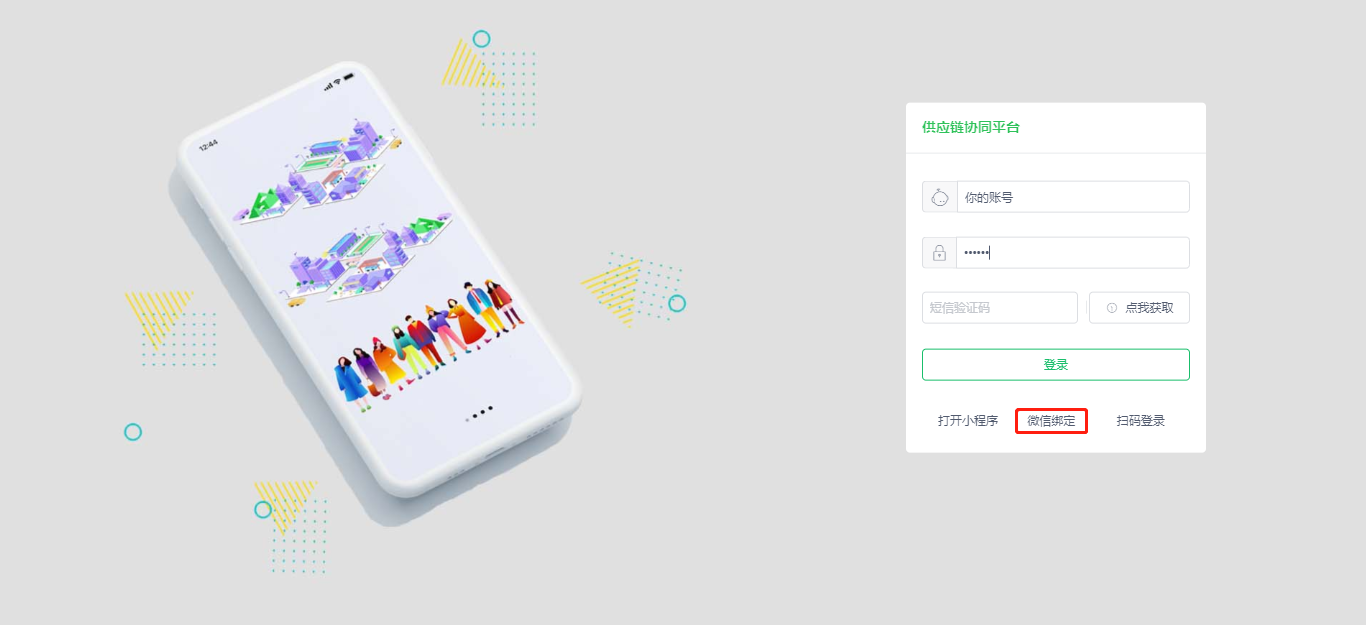 12:44
供应链协同平台
你的账号
••••••
短信验证码
点我获取
登录
打开小程序 微信绑定 扫码登录